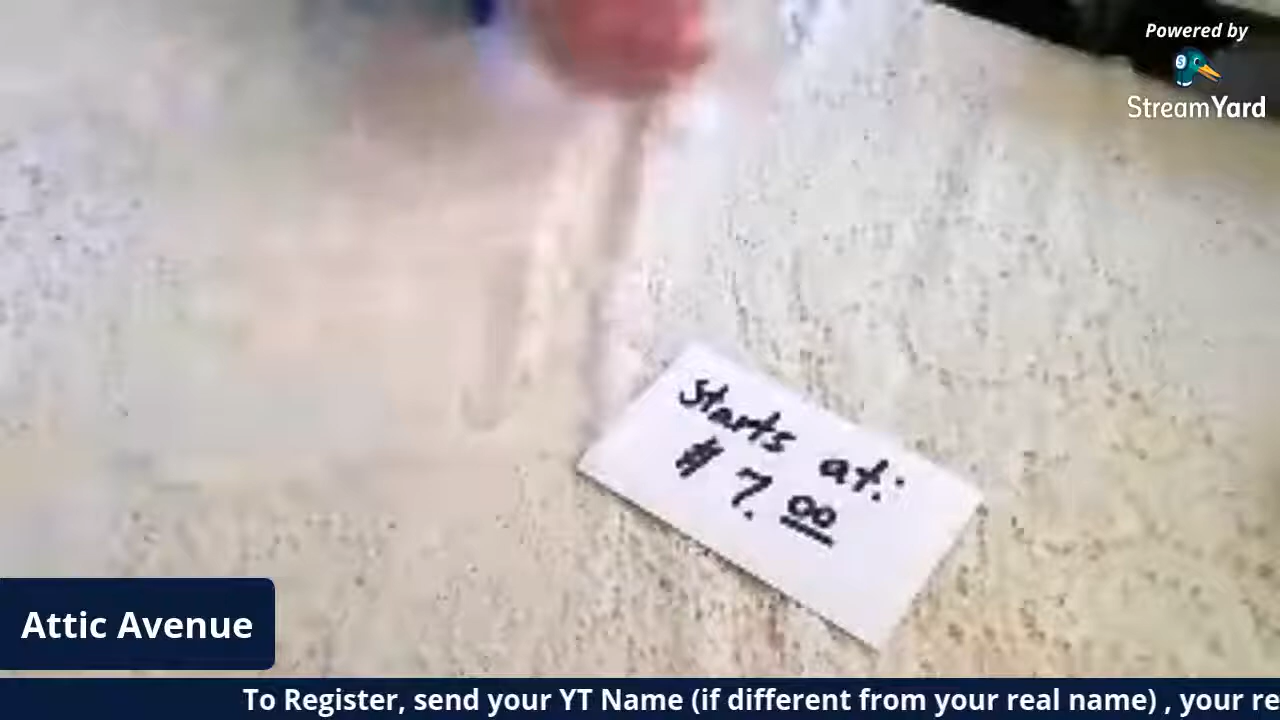 Powered by
StreamYard
Starts at:
# 7.00
Attic Avenue
To Register, send your YT Name (if different from your real name) , your re